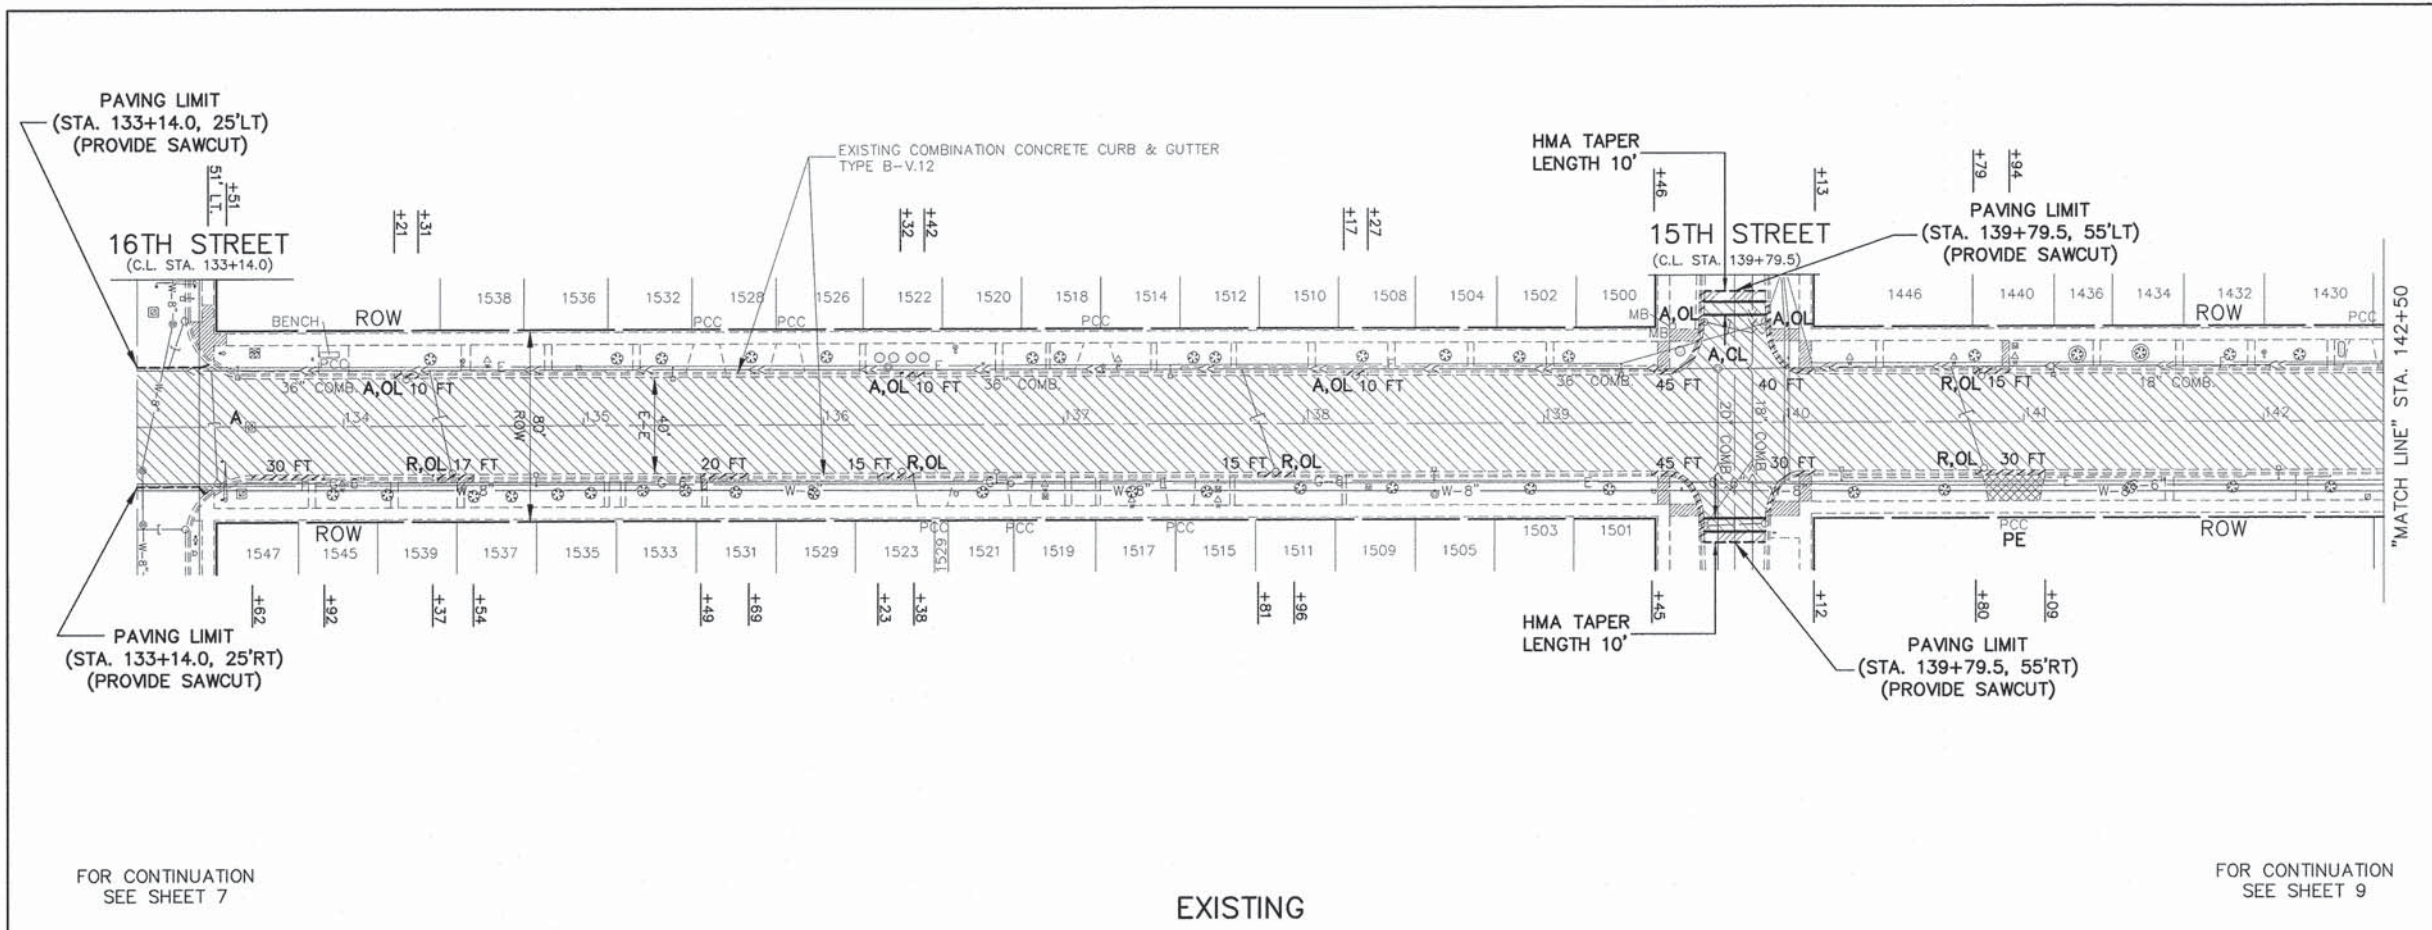 PAVING LIMIT
(STA. 133+14.0, 25'LT)
(PROVIDE SAWCUT)
51' LT.
+51
16TH STREET
(C.L. STA. 133+14.0)
+21
+31
EXISTING COMBINATION CONCRETE CURB & GUTTER
TYPE B-V.12
+32
+42
+17
+27
HMA TAPER
LENGTH 10'
+46
15TH STREET
(C.L. STA. 139+79.5)
+13
+79
+94
PAVING LIMIT
(STA. 139+79.5, 55'LT)
(PROVIDE SAWCUT)
"MATCH LINE" STA. 142+50
1538 1536 1532 1528 1526 1522 1520 1518 1514 1512 1510 1508 1504 1502 1500 1446 1440 1436 1434 1432 1430
BENCH ROW PCC PCC PCC MB A,OL A,OL ROW PCC
MB
W-8"
PCC E E E A,CL
36" COMB. A,OL 10 FT A,OL 10 FT 36" COMB. A,OL 10 FT 36" COMB. 45 FT 40 FT R,OL 15 FT 18" COMB.
W-8"
A 134 135 136 137 138 139 140 141 142
80' ROW
40' E-E
20" COMB
18" COMB
30 FT R,OL 17 FT 20 FT 15 FT R,OL 15 FT R,OL 45 FT 30 FT R,OL 30 FT
W-8" G W-8" G W-8" G W-8" E W-8 E W-8" G-6"
W-8"
ROW PCC PCC PCC PCC ROW
PE
1547 1545 1539 1537 1535 1533 1531 1529 1523 1529 1521 1519 1517 1515 1511 1509 1505 1503 1501
+62
+92
+37
+54
+49
+69
+23
+38
+81
+96
+45
+12
+80
+09
PAVING LIMIT
(STA. 133+14.0, 25'RT)
(PROVIDE SAWCUT)
HMA TAPER
LENGTH 10'
PAVING LIMIT
(STA. 139+79.5, 55'RT)
(PROVIDE SAWCUT)
FOR CONTINUATION
SEE SHEET 7
EXISTING
FOR CONTINUATION
SEE SHEET 9